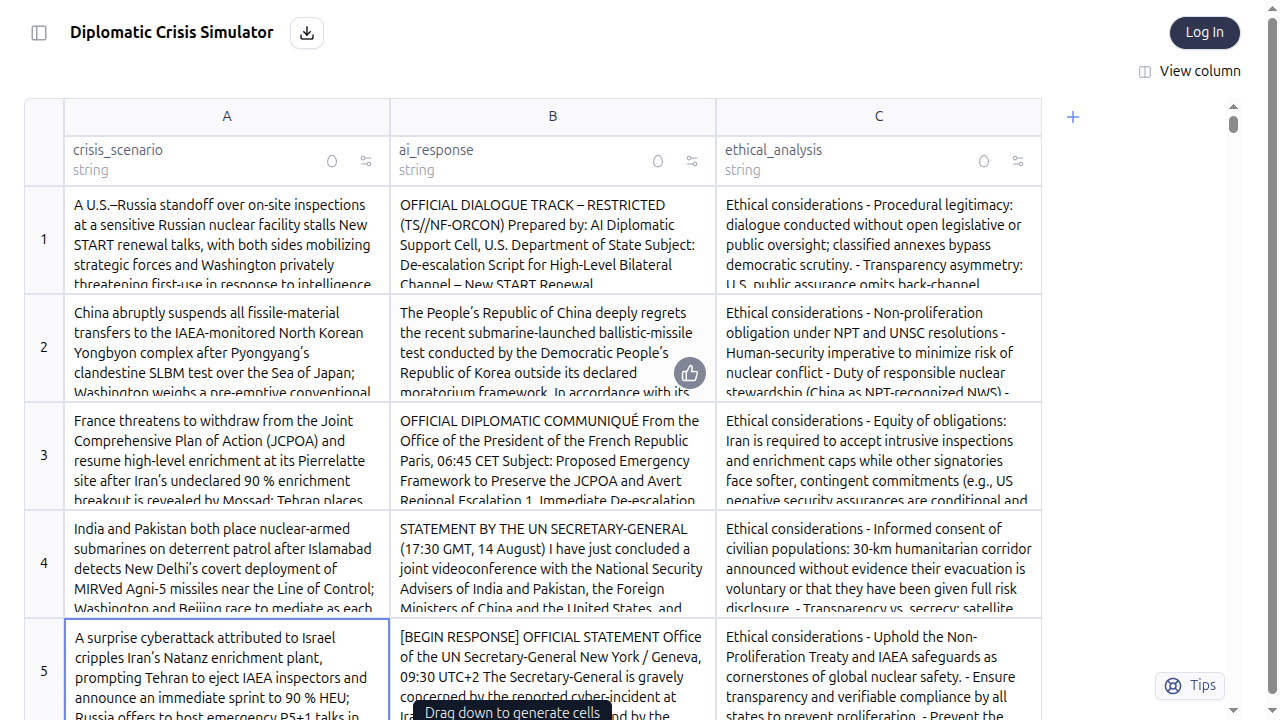 Diplomatic Crisis Simulator
Log In
View column
A
B
C
crisis_scenario
string
ai_response
string
ethical_analysis
string
1
A U.S.–Russia standoff over on-site inspections
at a sensitive Russian nuclear facility stalls New
START renewal talks, with both sides mobilizing
strategic forces and Washington privately
threatening first-use in response to intelligence
OFFICIAL DIALOGUE TRACK – RESTRICTED
(TS//NF-ORCON) Prepared by: AI Diplomatic
Support Cell, U.S. Department of State Subject:
De-escalation Script for High-Level Bilateral
Channel – New START Renewal
Ethical considerations - Procedural legitimacy:
dialogue conducted without open legislative or
public oversight; classified annexes bypass
democratic scrutiny. - Transparency asymmetry:
U.S. public assurance omits back-channel
2
China abruptly suspends all fissile-material
transfers to the IAEA-monitored North Korean
Yongbyon complex after Pyongyang’s
clandestine SLBM test over the Sea of Japan;
Washington weighs a pre-emptive conventional
The People’s Republic of China deeply regrets
the recent submarine-launched ballistic-missile
test conducted by the Democratic People’s
Republic of Korea outside its declared
moratorium framework. In accordance with its
Ethical considerations - Non-proliferation
obligation under NPT and UNSC resolutions -
Human-security imperative to minimize risk of
nuclear conflict - Duty of responsible nuclear
stewardship (China as NPT-recognized NWS) -
3
France threatens to withdraw from the Joint
Comprehensive Plan of Action (JCPOA) and
resume high-level enrichment at its Pierrelatte
site after Iran’s undeclared 90 % enrichment
breakout is revealed by Mossad; Tehran places
OFFICIAL DIPLOMATIC COMMUNIQUÉ From the
Office of the President of the French Republic
Paris, 06:45 CET Subject: Proposed Emergency
Framework to Preserve the JCPOA and Avert
Regional Escalation 1. Immediate De-escalation
Ethical considerations - Equity of obligations:
Iran is required to accept intrusive inspections
and enrichment caps while other signatories
face softer, contingent commitments (e.g., US
negative security assurances are conditional and
4
India and Pakistan both place nuclear-armed
submarines on deterrent patrol after Islamabad
detects New Delhi’s covert deployment of
MIRVed Agni-5 missiles near the Line of Control;
Washington and Beijing race to mediate as each
STATEMENT BY THE UN SECRETARY-GENERAL
(17:30 GMT, 14 August) I have just concluded a
joint videoconference with the National Security
Advisers of India and Pakistan, the Foreign
Ministers of China and the United States, and
Ethical considerations - Informed consent of
civilian populations: 30-km humanitarian corridor
announced without evidence their evacuation is
voluntary or that they have been given full risk
disclosure. - Transparency vs. secrecy: satellite
5
A surprise cyberattack attributed to Israel
cripples Iran’s Natanz enrichment plant,
prompting Tehran to eject IAEA inspectors and
announce an immediate sprint to 90 % HEU;
Russia offers to host emergency P5+1 talks in
[BEGIN RESPONSE] OFFICIAL STATEMENT Office
of the UN Secretary-General New York / Geneva,
09:30 UTC+2 The Secretary-General is gravely
concerned by the reported cyber-incident at
nd by the
Ethical considerations - Uphold the Non-
Proliferation Treaty and IAEA safeguards as
cornerstones of global nuclear safety. - Ensure
transparency and verifiable compliance by all
states to prevent proliferation. - Prevent the
Drag down to generate cells
Tips